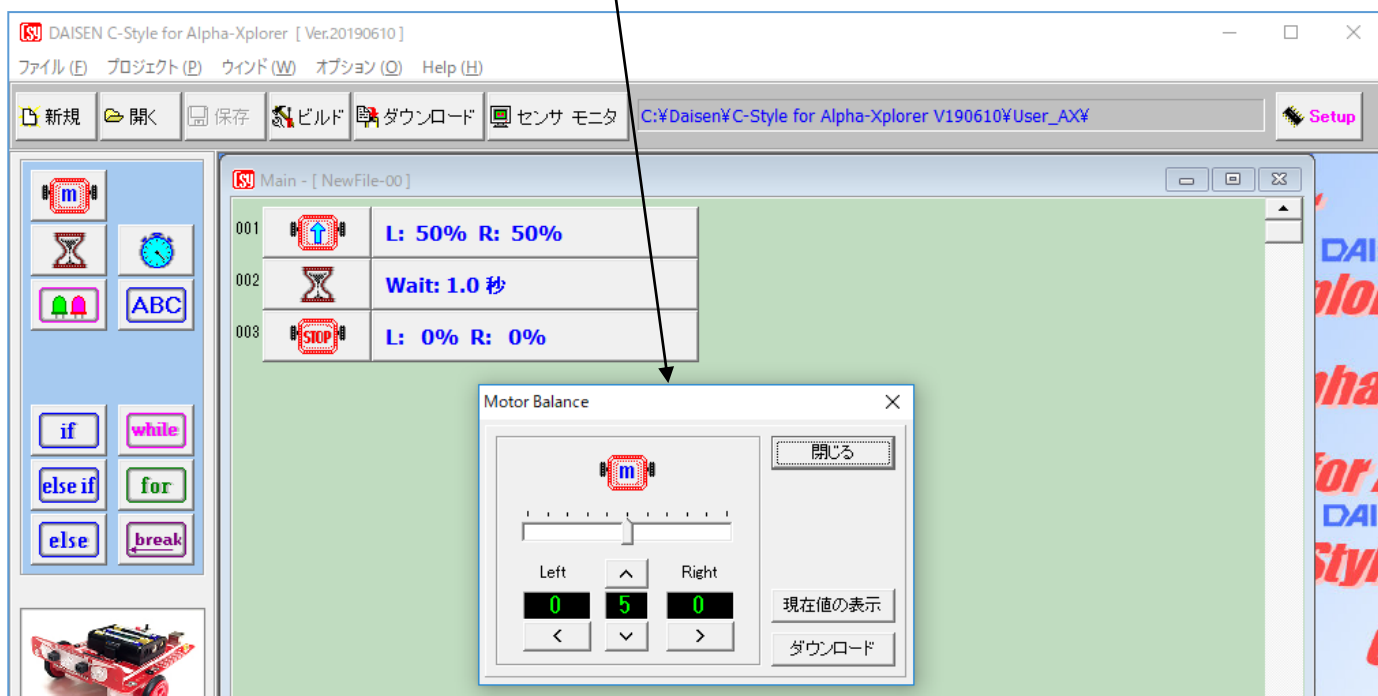 DAISEN C-Style for Alpha-Xplorer [ Ver.20190610 ]
ファイル (F) プロジェクト (P) ウィンド (W) オプション (O) Help (H)
新規 開く 保存 ビルド ダウンロード センサ モニタ C:¥Daisen¥C-Style for Alpha-Xplorer V190610¥User_AX¥ Setup
Main - [ NewFile-00 ]
m
ABC
if while
else if for
else break
001 L: 50% R: 50%
002 Wait: 1.0 秒
003 STOP L: 0% R: 0%
Motor Balance
閉じる
m
Left Right
0 5 0
現在値の表示
ダウンロード
DAI
plo
pha
for
DAI
Sty